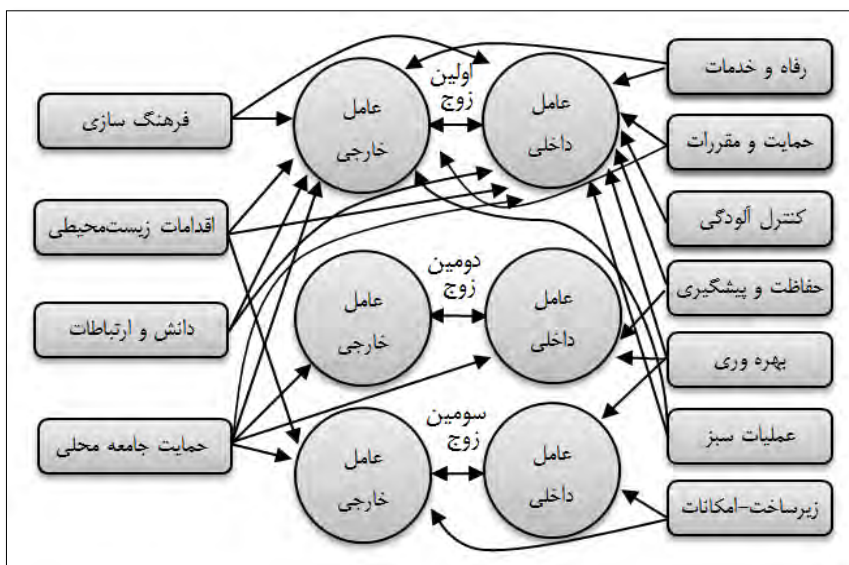 رفاه و خدمات
حمایت و مقررات
کنترل آلودگی
حفاظت و پیشگیری
بهره وری
عملیات سبز
زیرساخت-امکانات
اولین
زوج
عامل
داخلی
عامل
خارجی
دومین
زوج
عامل
داخلی
عامل
خارجی
سومین
زوج
عامل
داخلی
عامل
خارجی
فرهنگ سازی
اقدامات زیست‌محیطی
دانش و ارتباطات
حمایت جامعه محلی